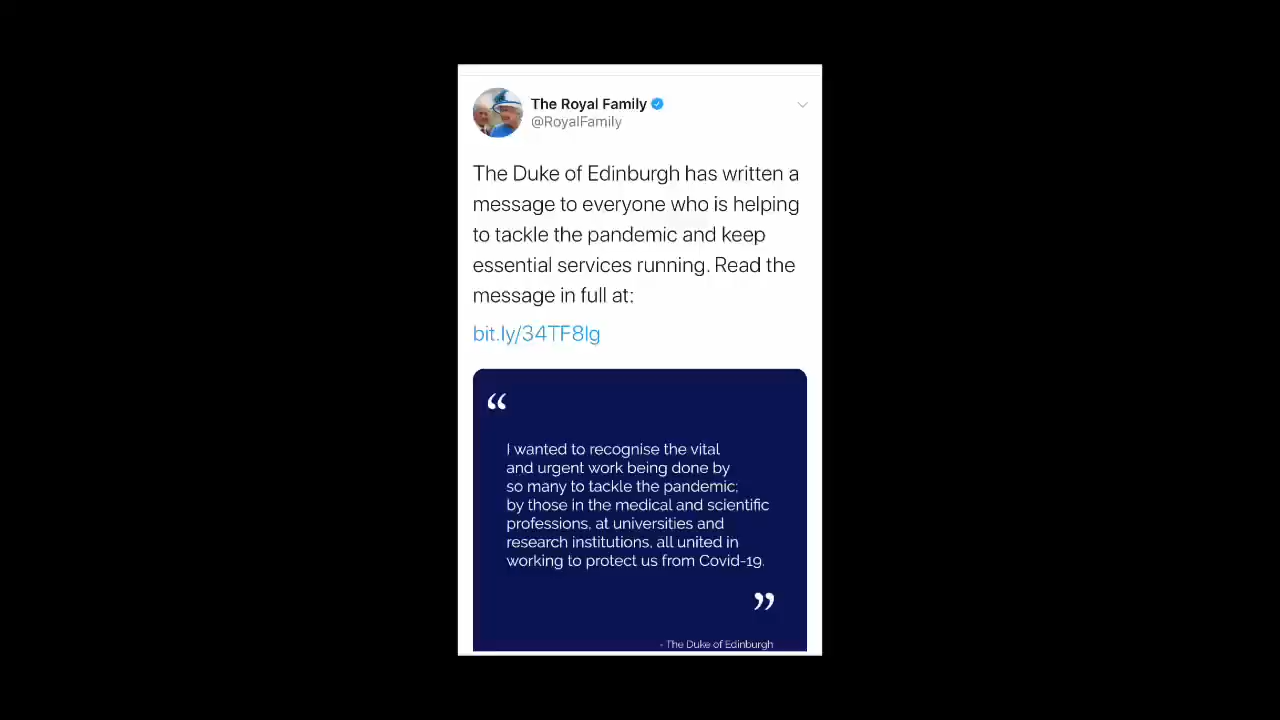 The Royal Family
@RoyalFamily
The Duke of Edinburgh has written a
message to everyone who is helping
to tackle the pandemic and keep
essential services running. Read the
message in full at:
bit.ly/34TF8lg
“
I wanted to recognise the vital
and urgent work being done by
so many to tackle the pandemic;
by those in the medical and scientific
professions, at universities and
research institutions, all united in
working to protect us from Covid-19.
”
- The Duke of Edinburgh